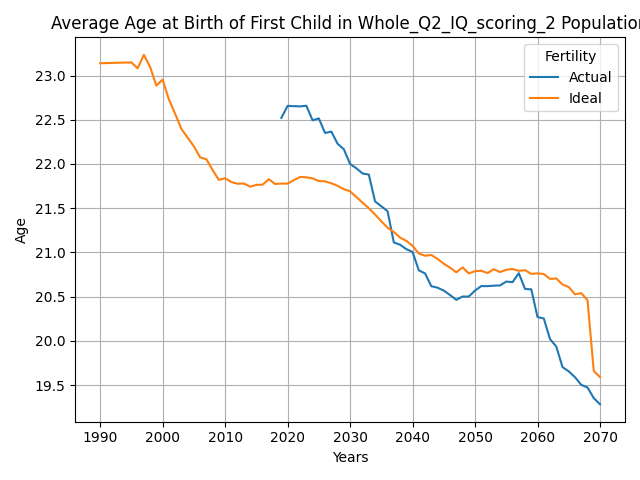 Average Age at Birth of First Child in Whole_Q2_IQ_scoring_2 Population
Fertility
Actual
Ideal
Age
23.0
22.5
22.0
21.5
21.0
20.5
20.0
19.5
1990 2000 2010 2020 2030 2040 2050 2060 2070
Years